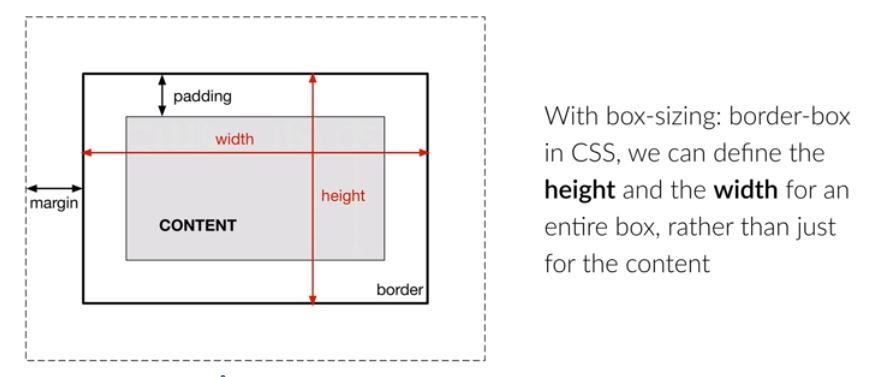 padding
width
height
margin
CONTENT
border
With box-sizing: border-box
in CSS, we can define the
height and the width for an
entire box, rather than just
for the content